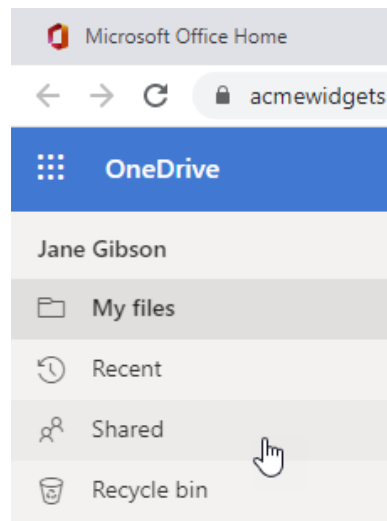 Microsoft Office Home
acmewidgets
OneDrive
Jane Gibson
My files
Recent
Shared
Recycle bin